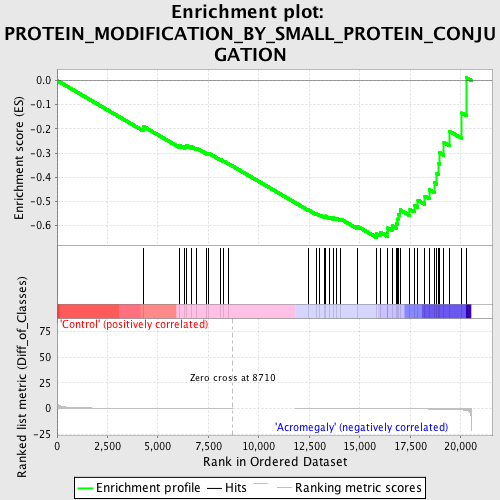 Enrichment plot:
PROTEIN_MODIFICATION_BY_SMALL_PROTEIN_CONJU
GATION
Enrichment score (ES)
0.0
-0.1
-0.2
-0.3
-0.4
-0.5
-0.6
'Control' (positively correlated)
Ranked list metric (Diff_of_Classes)
75
50
25
0
-25
Zero cross at 8710
'Acromegaly' (negatively correlated)
0
2,500
5,000
7,500
10,000
12,500
15,000
17,500
20,000
Rank in Ordered Dataset
Enrichment profile
Hits
Ranking metric scores